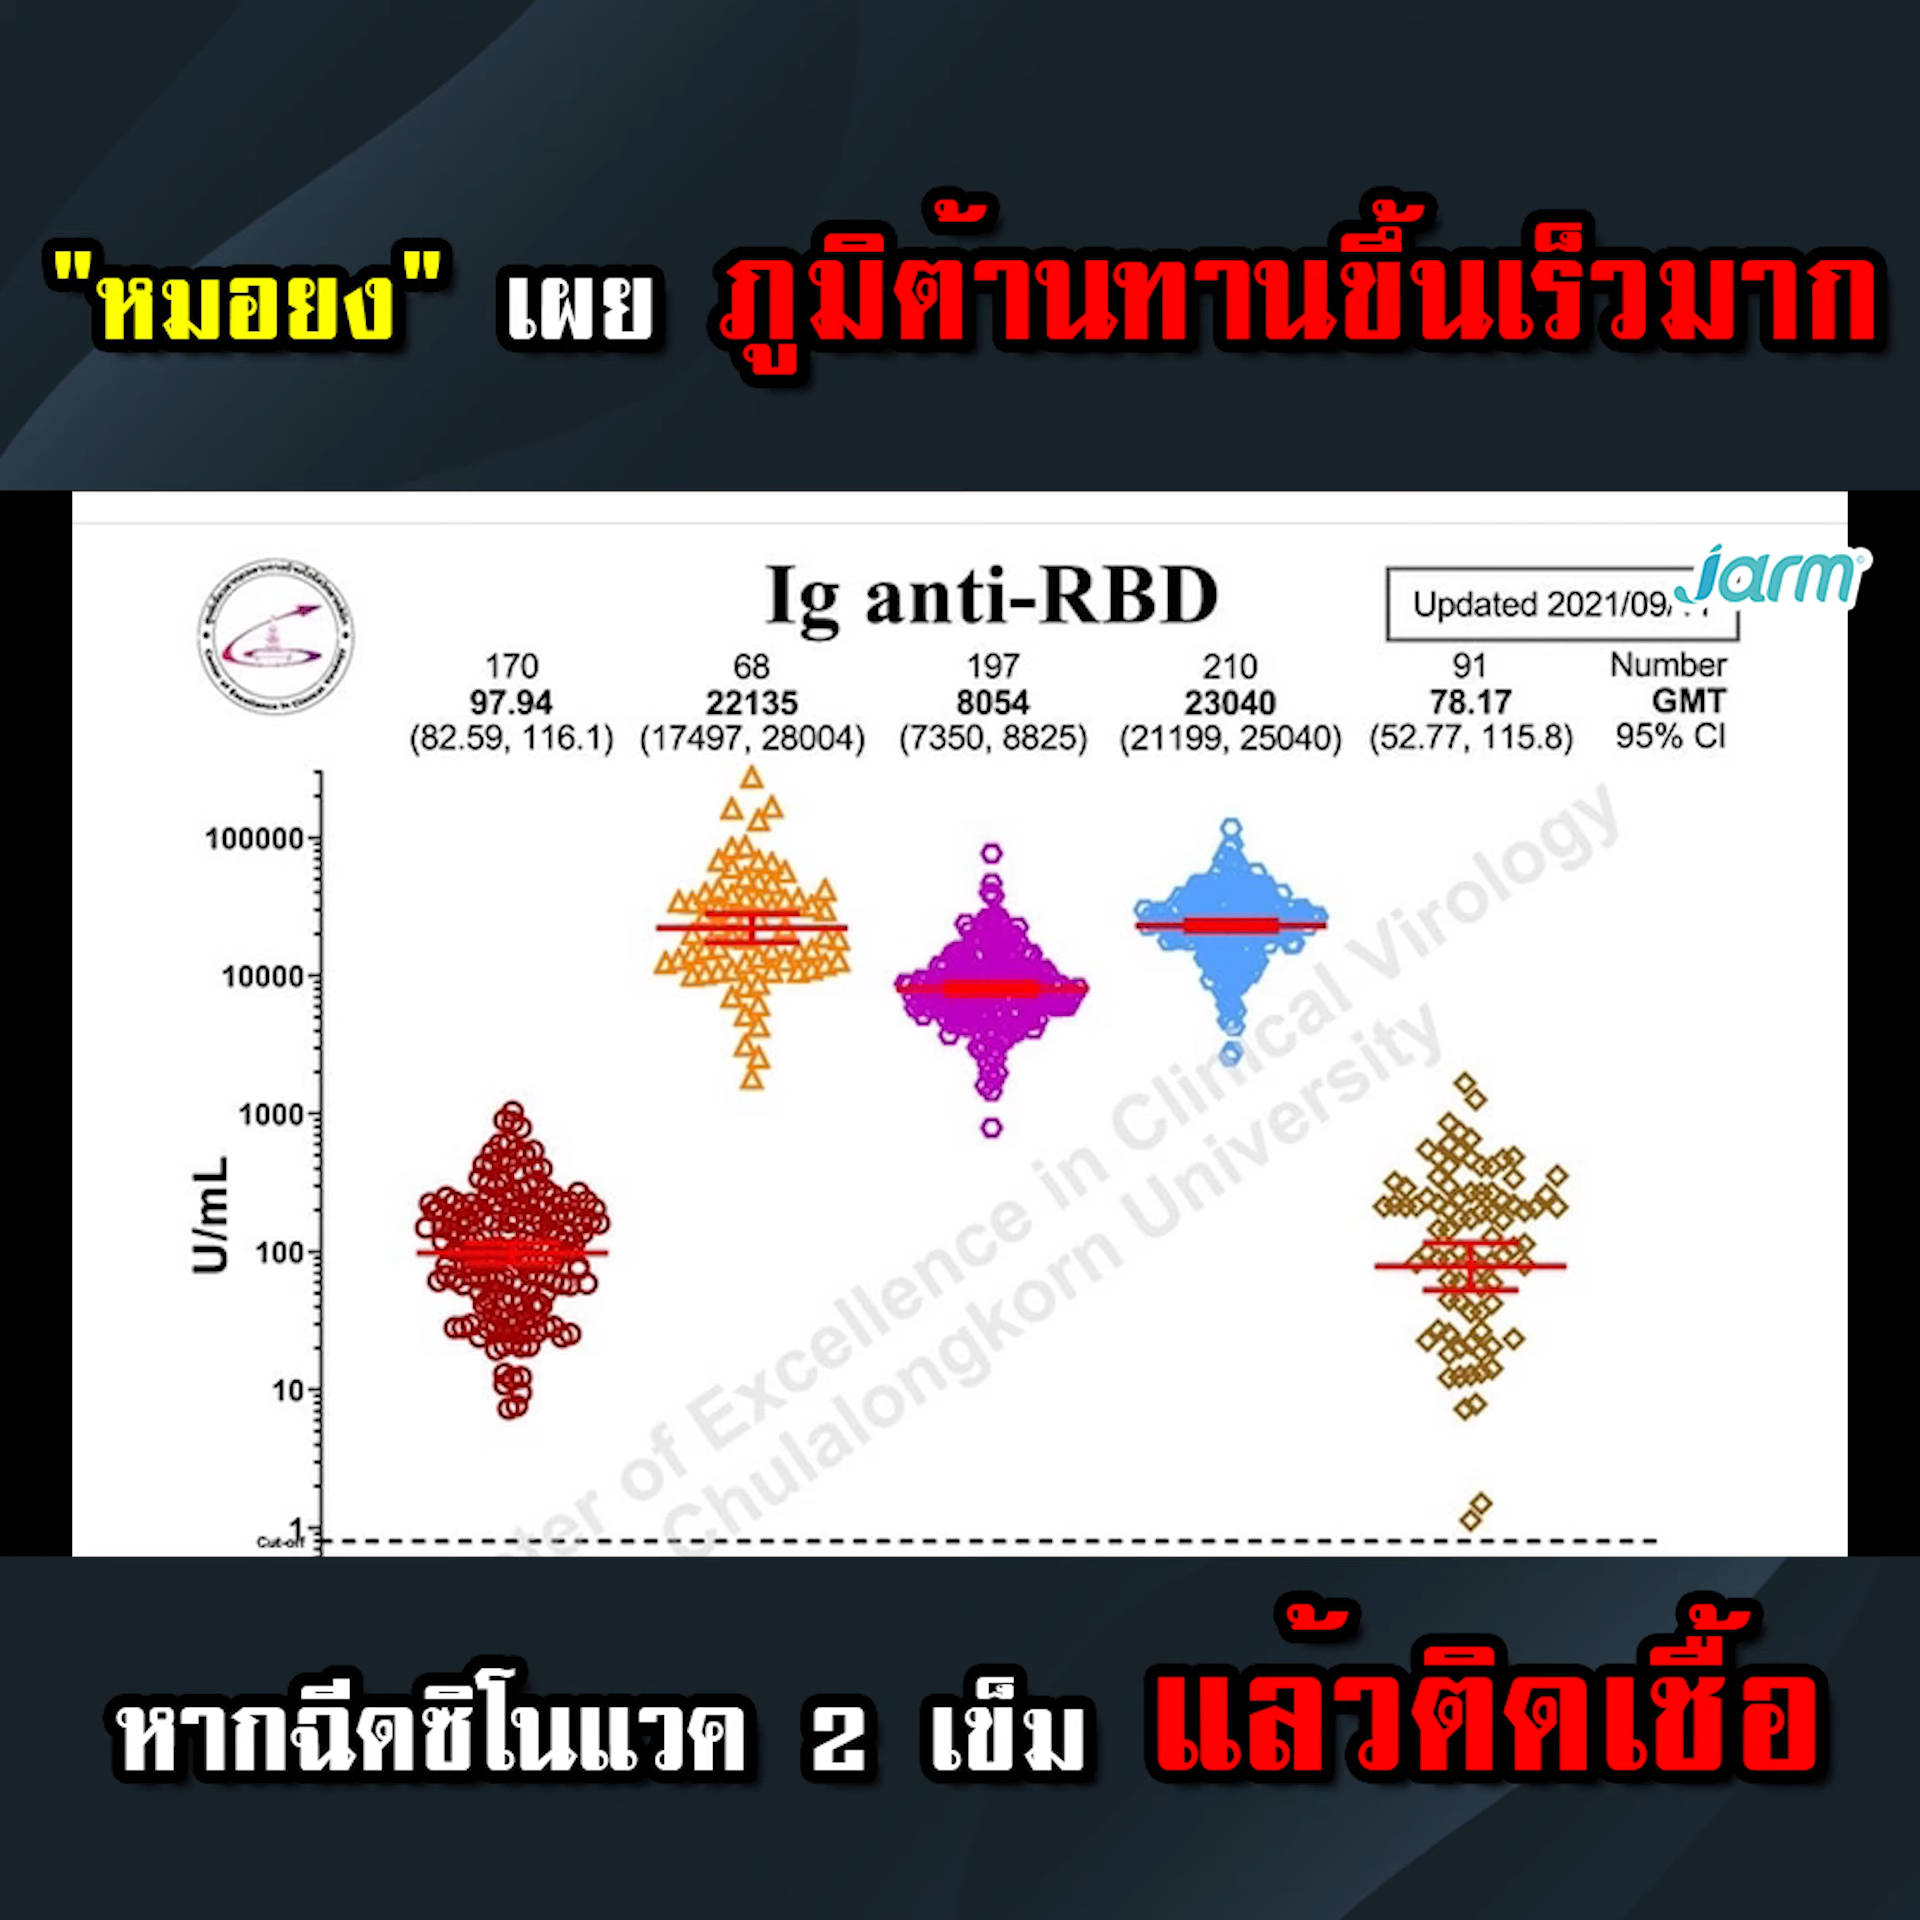 "หมอยง" เผย ภูมิต้านทานขึ้นเร็วมาก
jarm
Ig anti-RBD
Updated 2021/09/
170 68 197 210 91 Number
97.94 22135 8054 23040 78.17 GMT
(82.59, 116.1) (17497, 28004) (7350, 8825) (21199, 25040) (52.77, 115.8) 95% CI
100000
10000
1000
100
10
1
Cut-off
U/mL
of Excellence in Clinical Virology
Chulalongkorn University
หากฉีดซิโนแวค 2 เข็ม แล้วติดเชื้อ